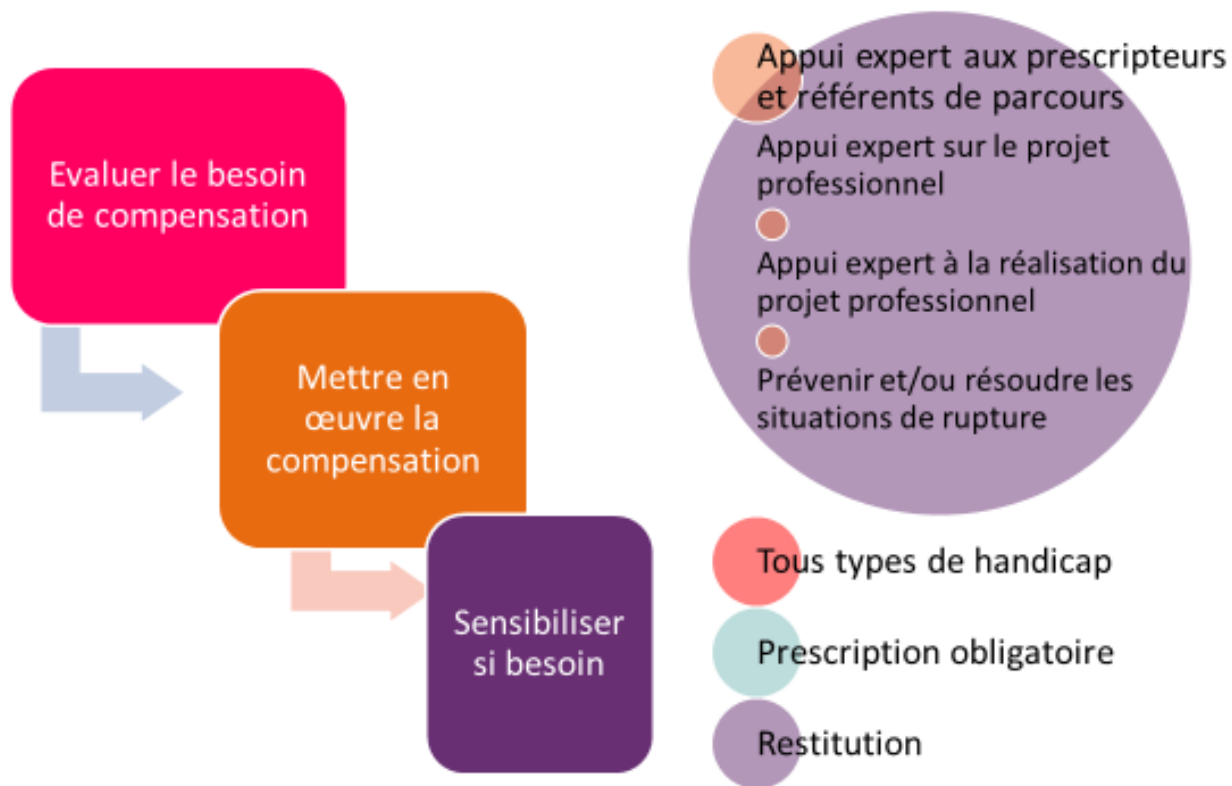 Evaluer le besoin
de compensation
Mettre en
œuvre la
compensation
Sensibiliser
si besoin
Appui expert aux prescripteurs
et référents de parcours
Appui expert sur le projet
professionnel
Appui expert à la réalisation du
projet professionnel
Prévenir et/ou résoudre les
situations de rupture
Tous types de handicap
Prescription obligatoire
Restitution